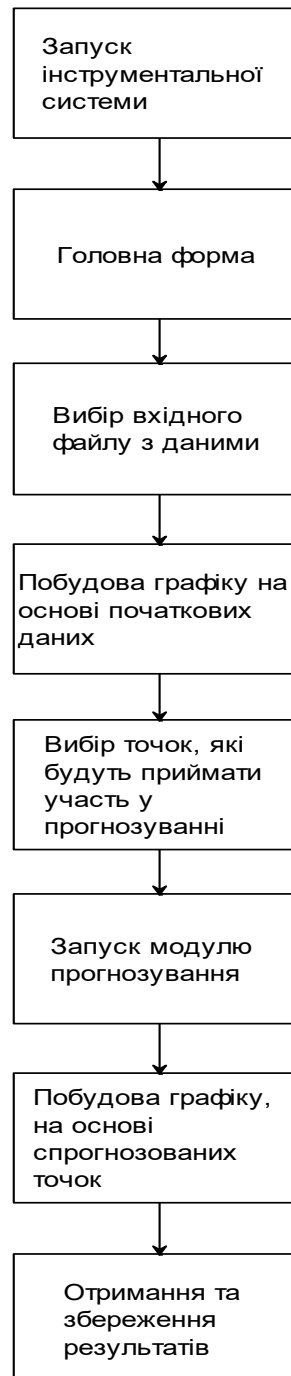 Запуск
інструментальної
системи
Головна форма
Вибір вхідного
файлу з даними
Побудова графіку на
основі початкових
даних
Вибір точок, які
будуть приймати
участь у
прогнозуванні
Запуск модулю
прогнозування
Побудова графіку,
на основі
спрогнозованих
точок
Отримання та
збереження
результатів